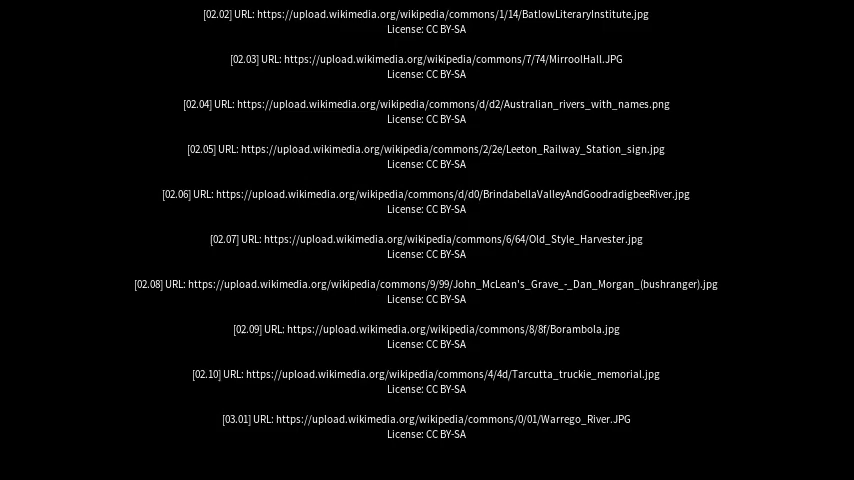 [02.02] URL: https://upload.wikimedia.org/wikipedia/commons/1/14/BatlowLiteraryInstitute.jpg
License: CC BY-SA
[02.03] URL: https://upload.wikimedia.org/wikipedia/commons/7/74/MirroolHall.JPG
License: CC BY-SA
[02.04] URL: https://upload.wikimedia.org/wikipedia/commons/d/d2/Australian_rivers_with_names.png
License: CC BY-SA
[02.05] URL: https://upload.wikimedia.org/wikipedia/commons/2/2e/Leeton_Railway_Station_sign.jpg
License: CC BY-SA
[02.06] URL: https://upload.wikimedia.org/wikipedia/commons/d/d0/BrindabellaValleyAndGoodradigbeeRiver.jpg
License: CC BY-SA
[02.07] URL: https://upload.wikimedia.org/wikipedia/commons/6/64/Old_Style_Harvester.jpg
License: CC BY-SA
[02.08] URL: https://upload.wikimedia.org/wikipedia/commons/9/99/John_McLean's_Grave_-_Dan_Morgan_(bushranger).jpg
License: CC BY-SA
[02.09] URL: https://upload.wikimedia.org/wikipedia/commons/8/8f/Borambola.jpg
License: CC BY-SA
[02.10] URL: https://upload.wikimedia.org/wikipedia/commons/4/4d/Tarcutta_truckie_memorial.jpg
License: CC BY-SA
[03.01] URL: https://upload.wikimedia.org/wikipedia/commons/0/01/Warrego_River.JPG
License: CC BY-SA